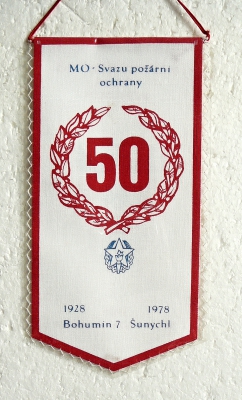 MO - Svazu požární
ochrany
50
1928 1978
Bohumín 7 Šunychl